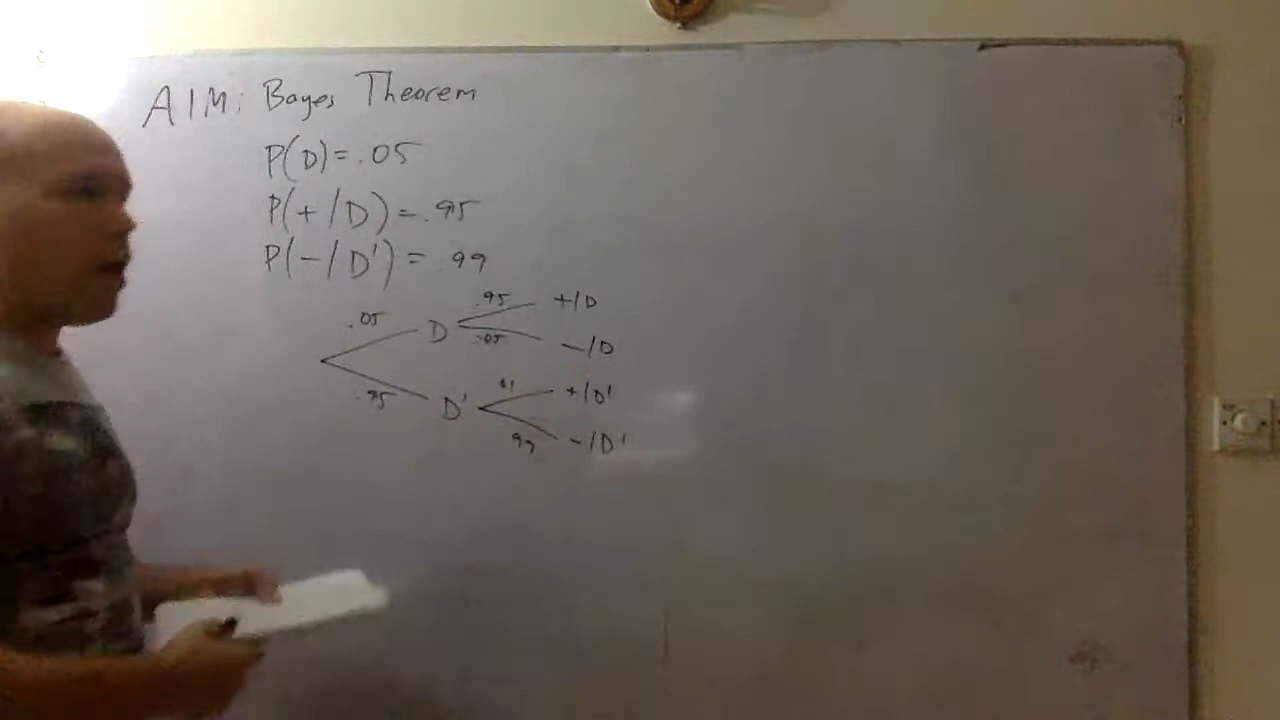 AIM: Bayes Theorem
P(D)=.05
P(+/D)=.95
P(-/D')=.99
.05 D .95 +/D
.05 -/D
.95 D' .01 +/D'
.99 -/D'